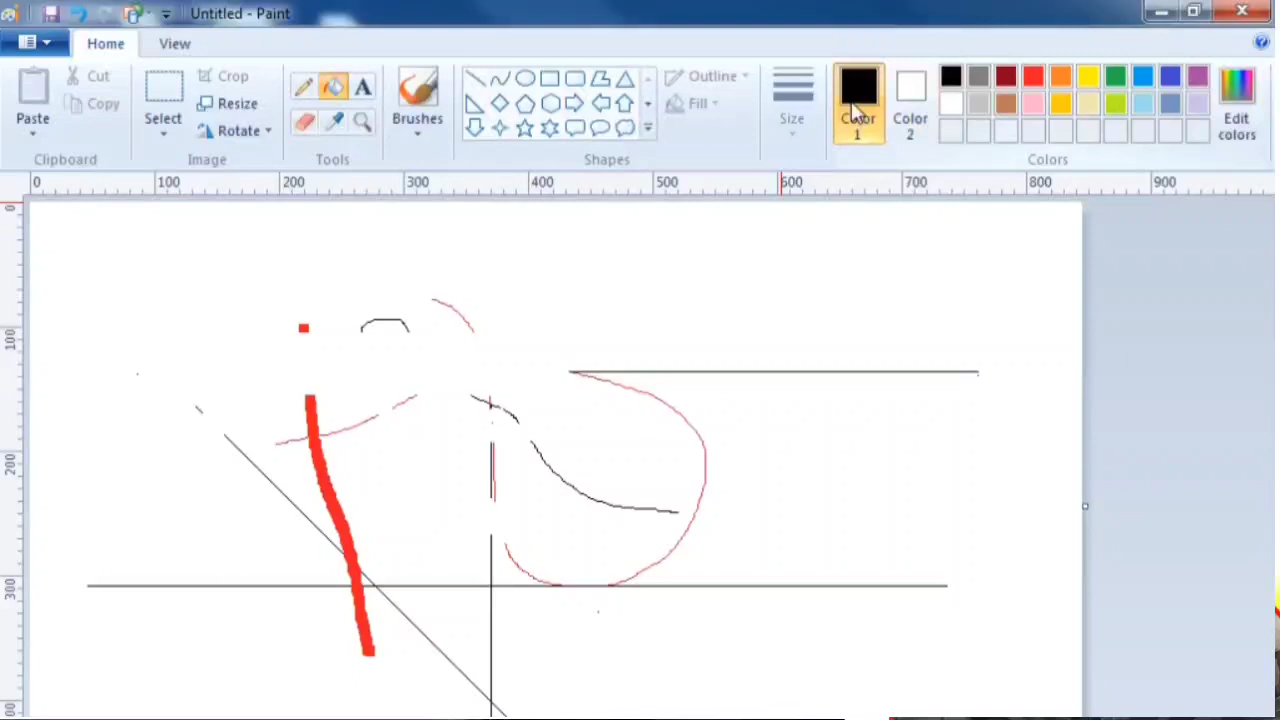 Untitled - Paint
Home View
Paste
Cut
Copy
Clipboard
Select
Crop
Resize
Rotate
Image
A
Tools
Brushes
Outline
Fill
Shapes
Size
Color 1
Color 2
Edit colors
Colors
0 100 200 300 400 500 600 700 800 900
0
100
200
300